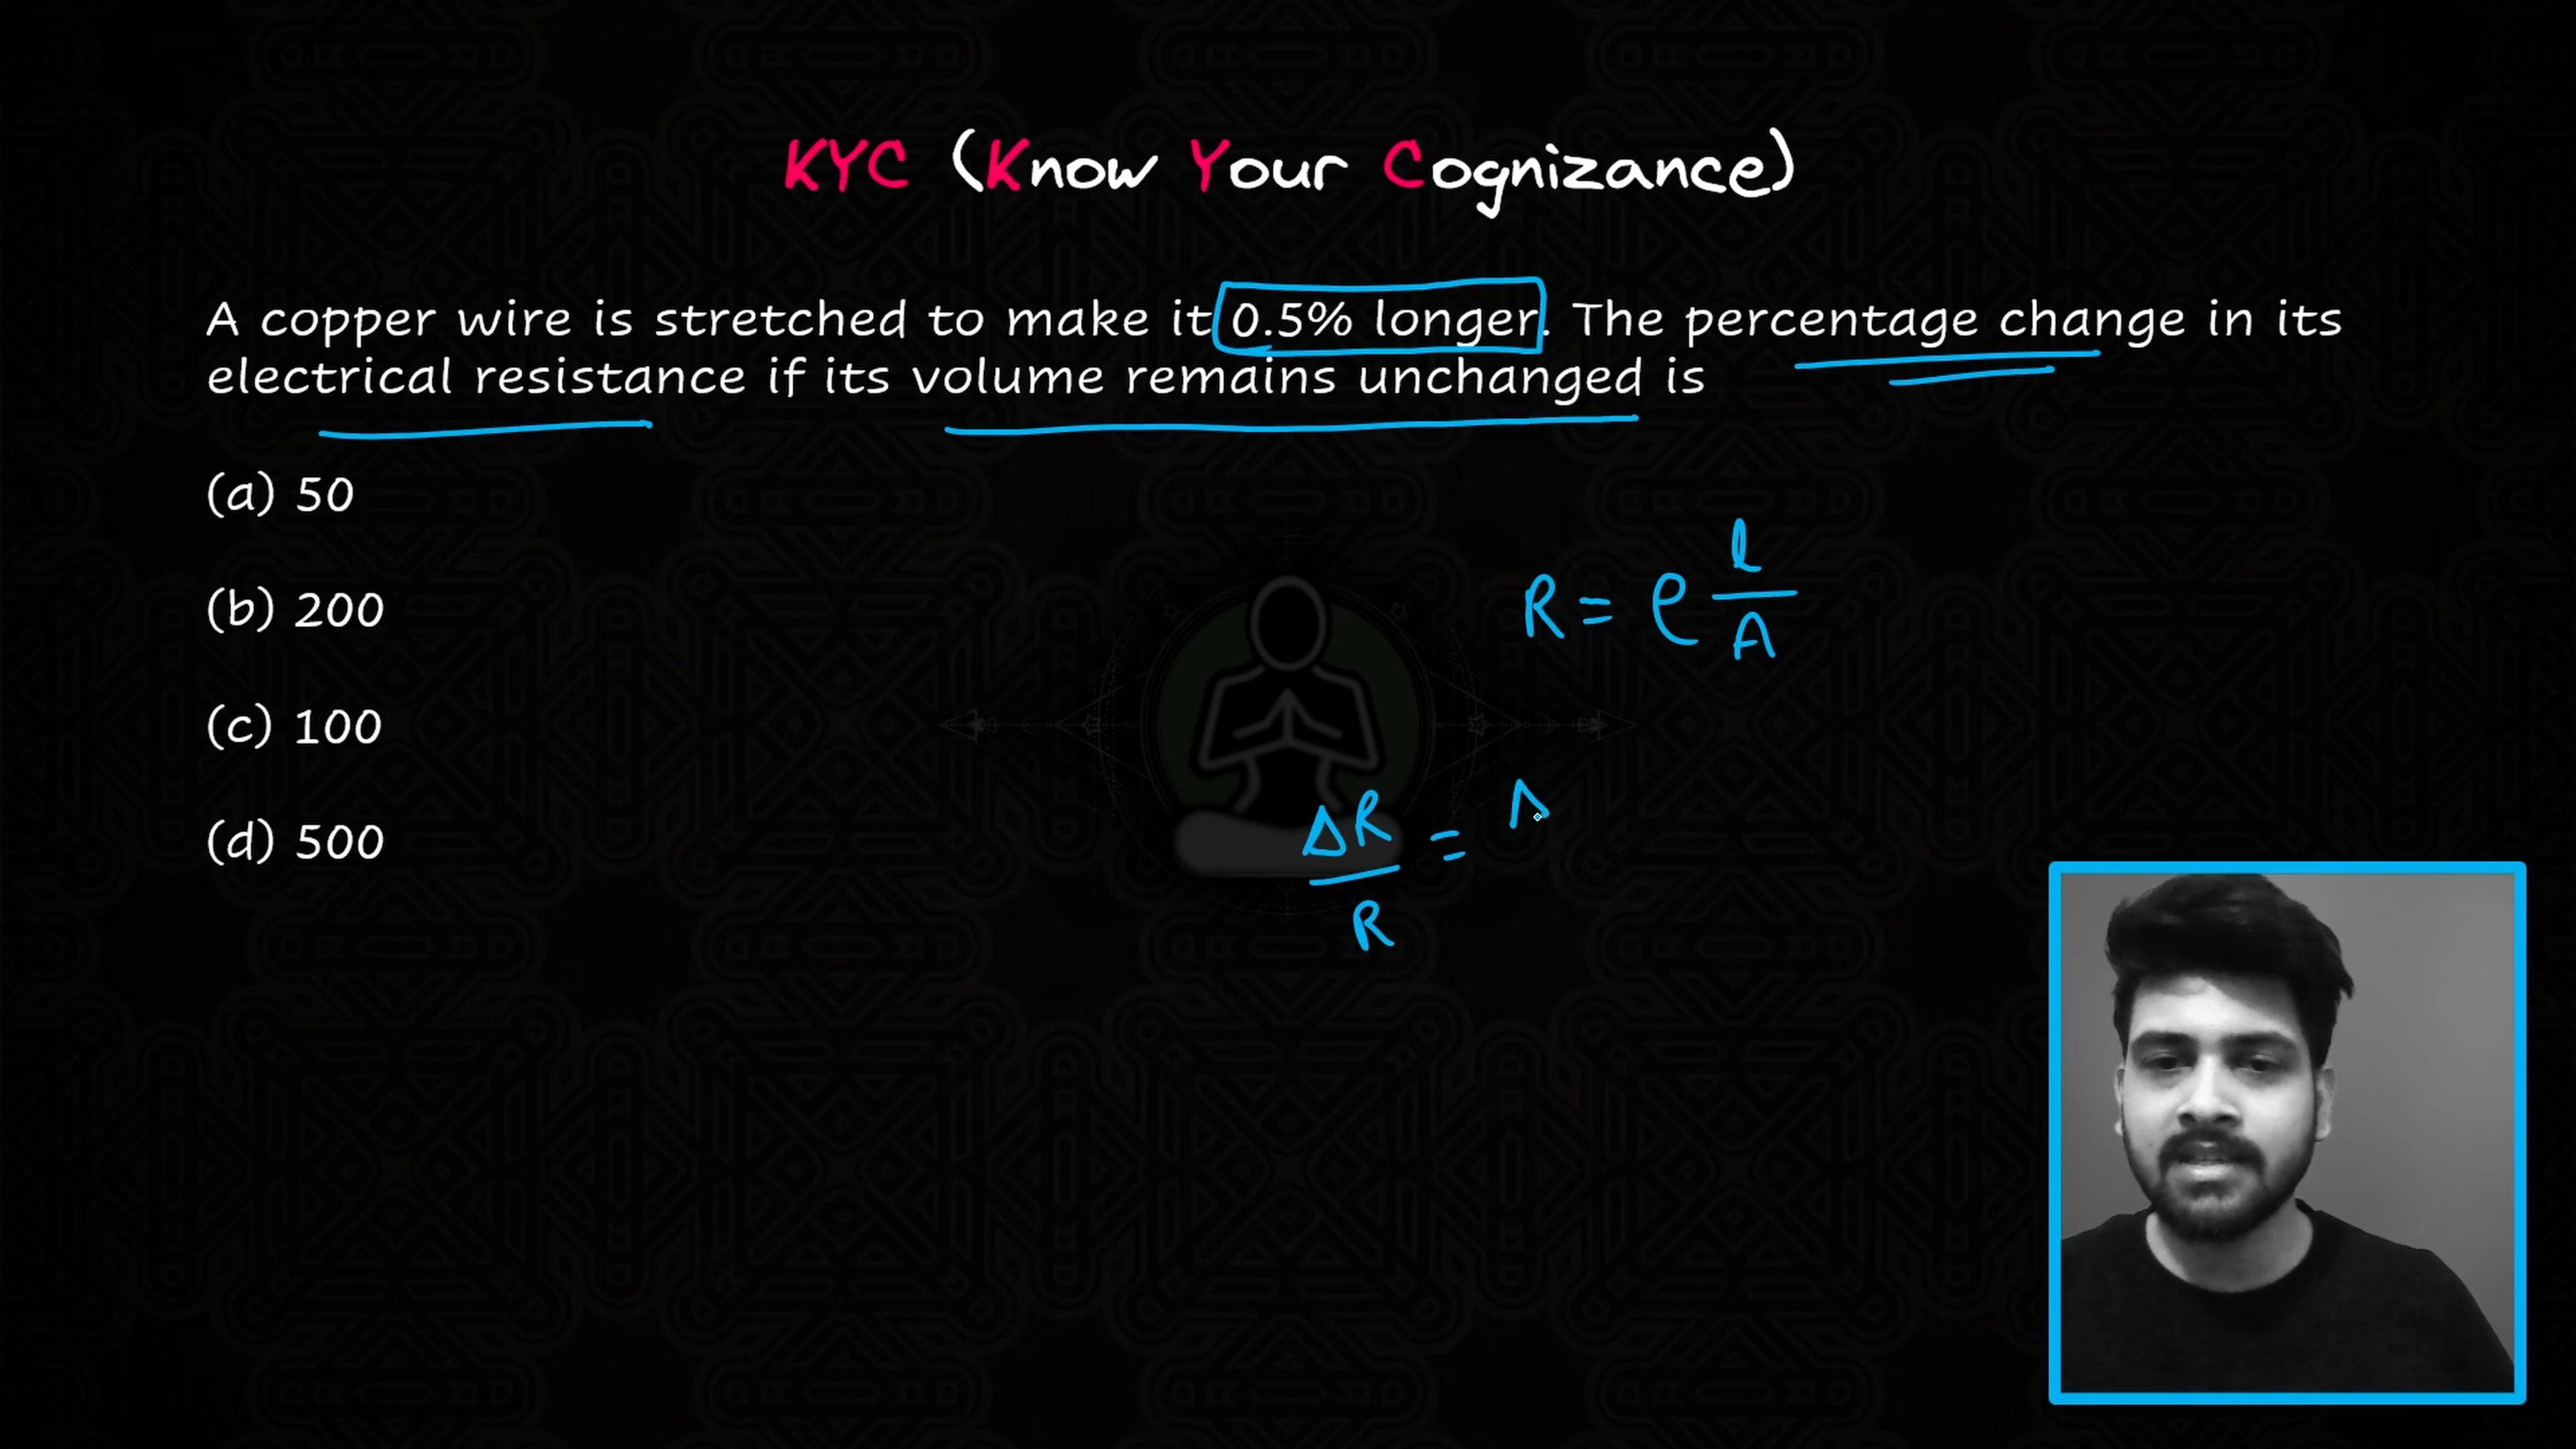 KYC (Know Your Cognizance)
A copper wire is stretched to make it 0.5% longer. The percentage change in its
electrical resistance if its volume remains unchanged is
(a) 50
(b) 200
(c) 100
(d) 500
R = ρ l/A
ΔR/R = Δ